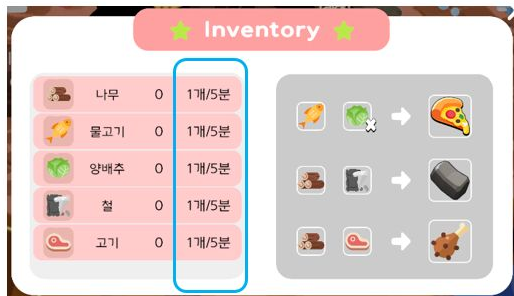 Inventory
나무 0 1개/5분
물고기 0 1개/5분
양배추 0 1개/5분
철 0 1개/5분
고기 0 1개/5분